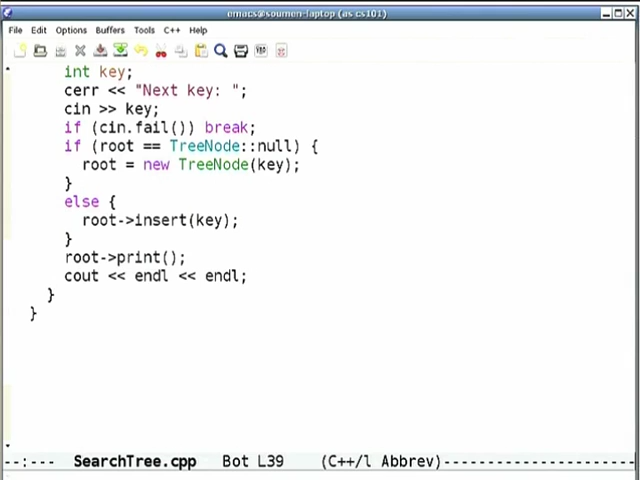 emacs@soumen-laptop (as cs101)
File Edit Options Buffers Tools C++ Help
int key;
cerr << "Next key: ";
cin >> key;
if (cin.fail()) break;
if (root == TreeNode::null) {
root = new TreeNode(key);
}
else {
root->insert(key);
}
root->print();
cout << endl << endl;
}
}
--:--- SearchTree.cpp Bot L39 (C++/l Abbrev)----------------------